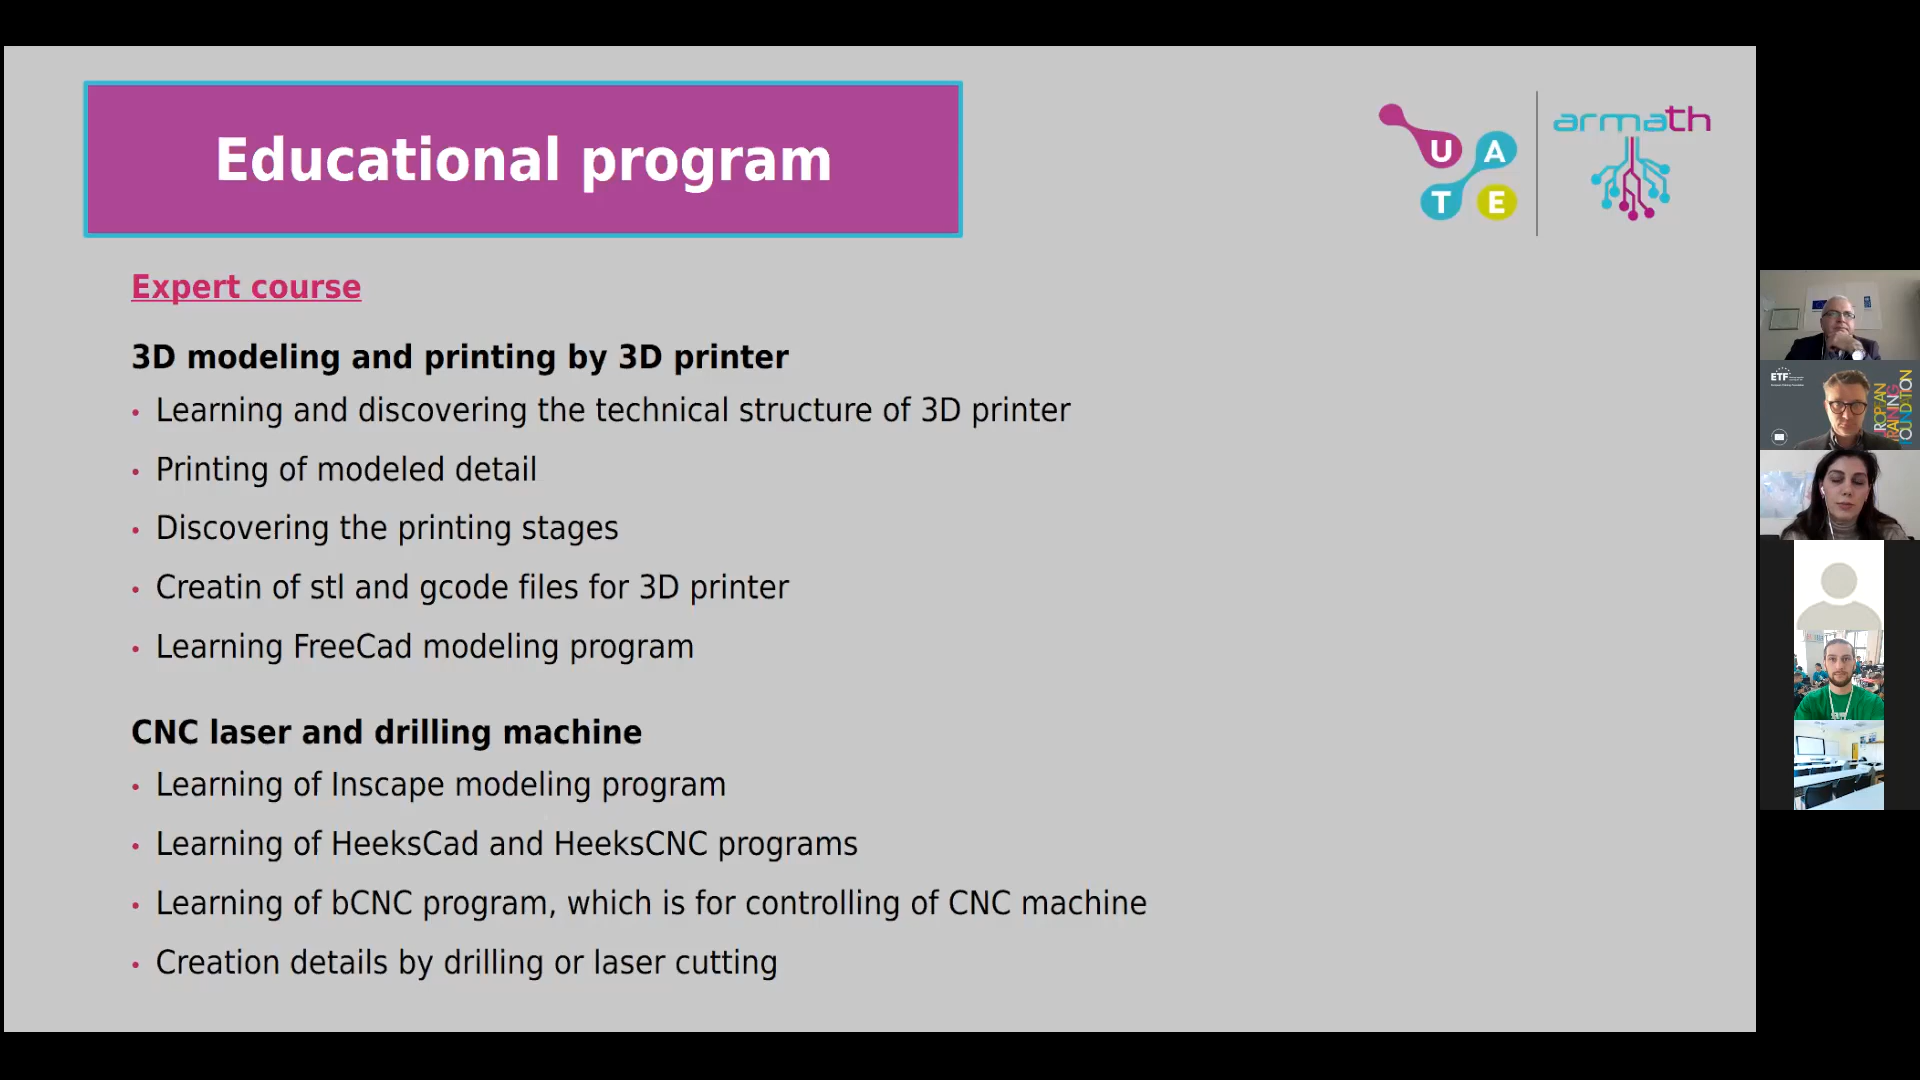 Educational program
U A
T E
armath
Expert course
3D modeling and printing by 3D printer
• Learning and discovering the technical structure of 3D printer
• Printing of modeled detail
• Discovering the printing stages
• Creatin of stl and gcode files for 3D printer
• Learning FreeCad modeling program
CNC laser and drilling machine
• Learning of Inscape modeling program
• Learning of HeeksCad and HeeksCNC programs
• Learning of bCNC program, which is for controlling of CNC machine
• Creation details by drilling or laser cutting
ETF